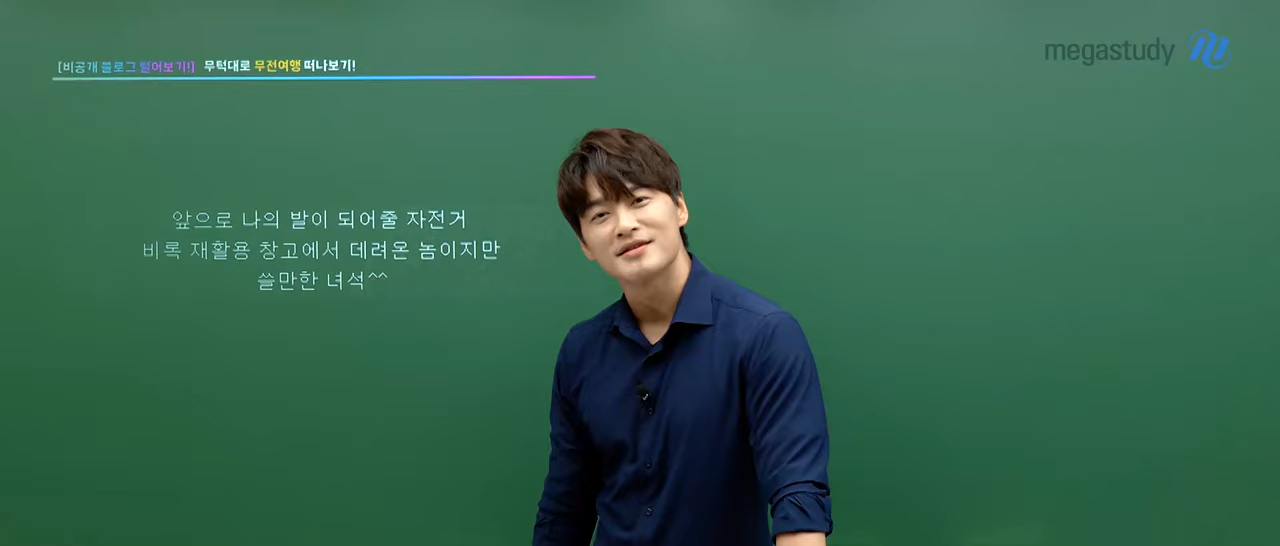 [비공개 블로그 털어보기!] 무턱대로 무전여행 떠나보기!
megastudy
앞으로 나의 발이 되어줄 자전거
비록 재활용 창고에서 데려온 놈이지만
쓸만한 녀석^^